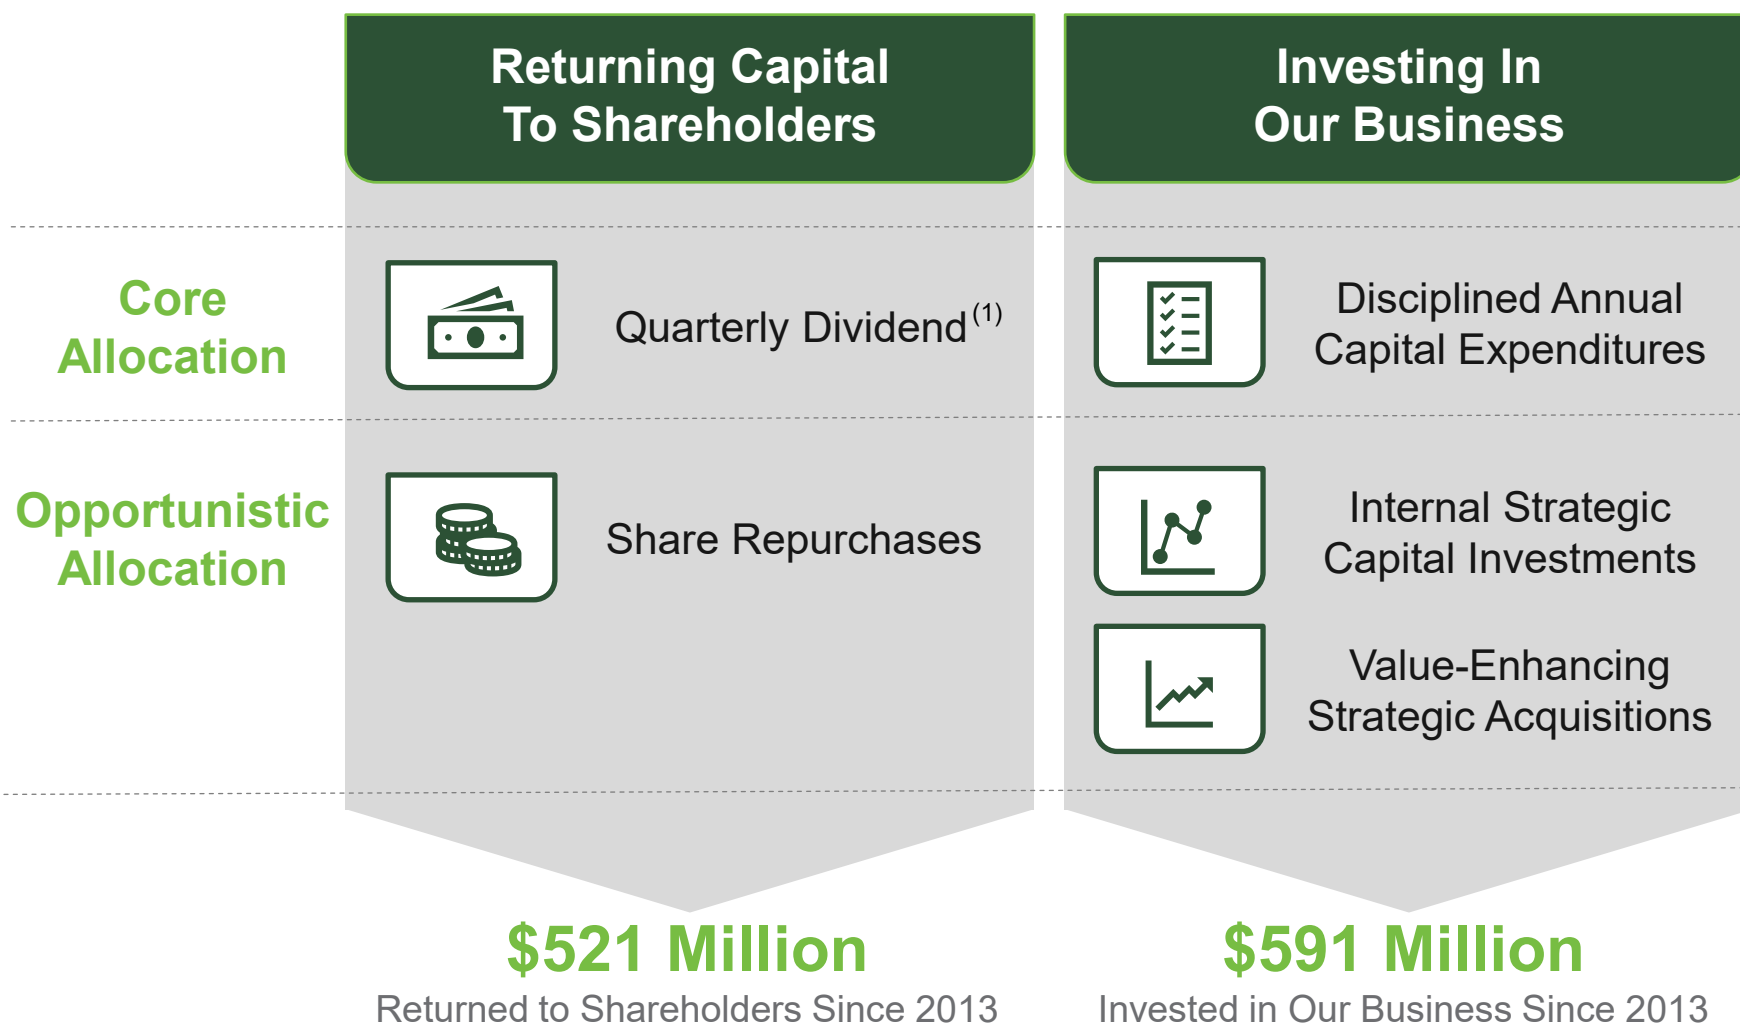 Returning Capital
To Shareholders
Investing In
Our Business
Core
Allocation
Quarterly Dividend (1)
Disciplined Annual
Capital Expenditures
Opportunistic
Allocation
Share Repurchases
Internal Strategic
Capital Investments
Value-Enhancing
Strategic Acquisitions
$521 Million
Returned to Shareholders Since 2013
$591 Million
Invested in Our Business Since 2013